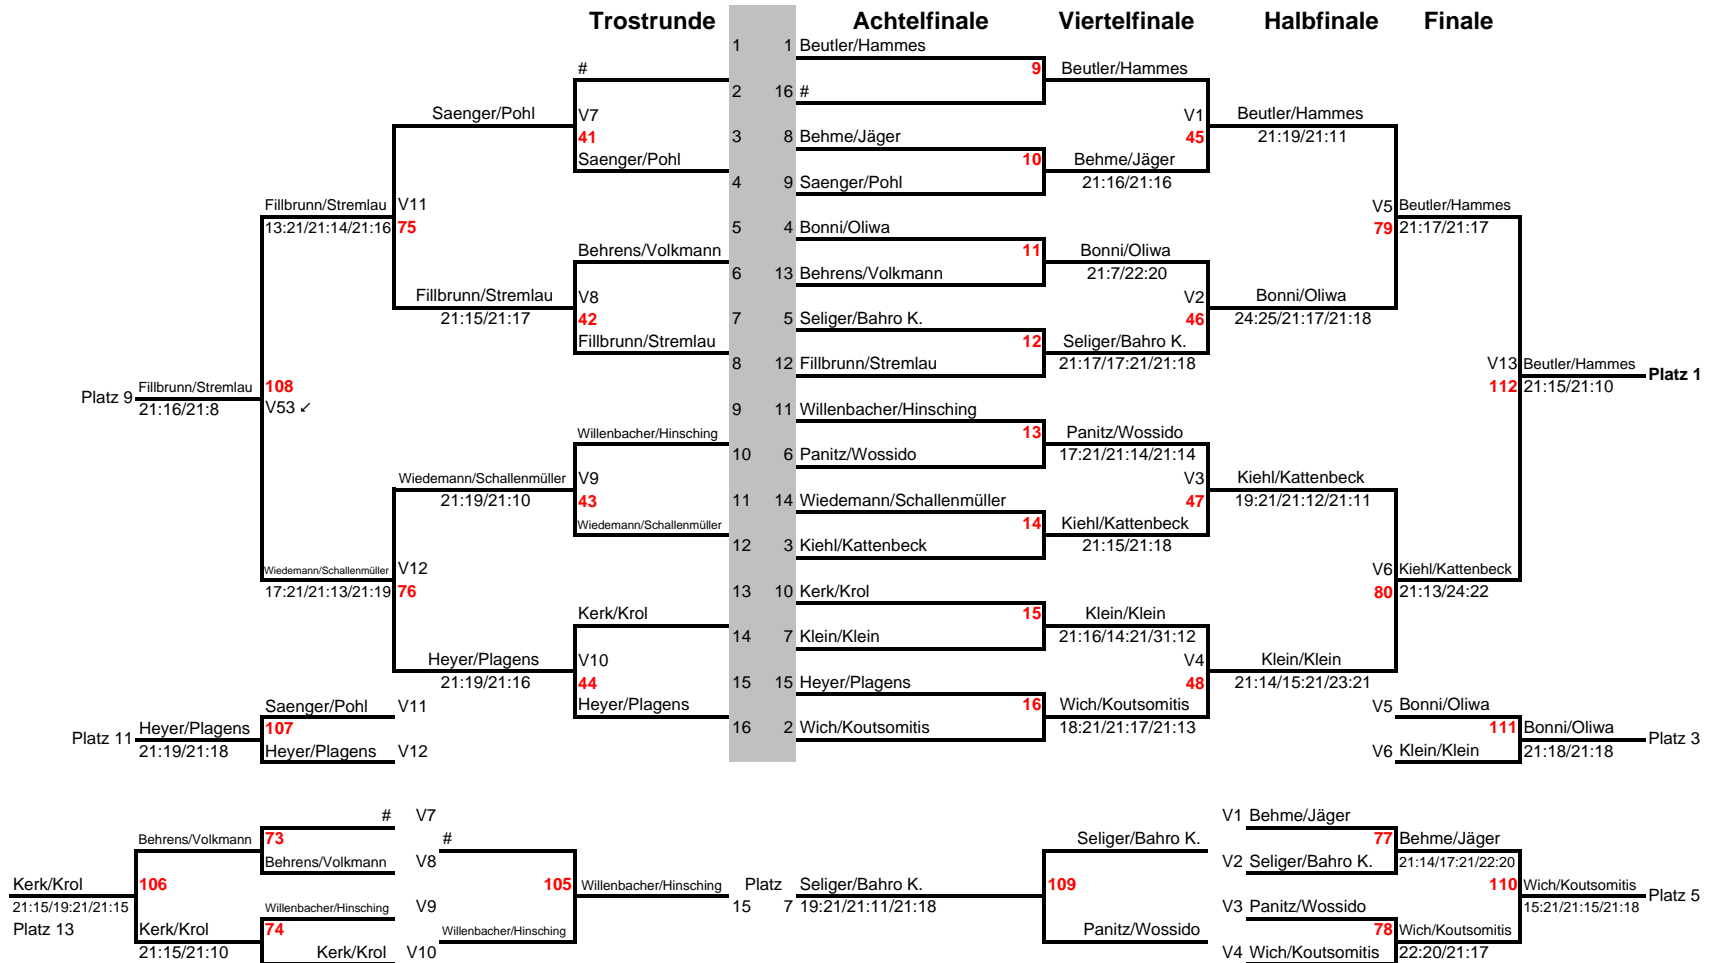 Trostrunde Achtelfinale Viertelfinale Halbfinale Finale
1 1 Beutler/Hammes
# 9 Beutler/Hammes
2 16 #
Saenger/Pohl V7 V1 Beutler/Hammes
41 3 8 Behme/Jäger 45 21:19/21:11
Saenger/Pohl 10 Behme/Jäger
4 9 Saenger/Pohl 21:16/21:16
Fillbrunn/Stremlau V11 V5 Beutler/Hammes
13:21/21:14/21:16 75 5 4 Bonni/Oliwa 79 21:17/21:17
Behrens/Volkmann 11 Bonni/Oliwa
6 13 Behrens/Volkmann 21:7/22:20
Fillbrunn/Stremlau V8 V2 Bonni/Oliwa
21:15/21:17 42 7 5 Seliger/Bahro K. 46 24:25/21:17/21:18
Fillbrunn/Stremlau 12 Seliger/Bahro K.
8 12 Fillbrunn/Stremlau 21:17/17:21/21:18
V13 Beutler/Hammes
Platz 9 Fillbrunn/Stremlau 108 112 21:15/21:10 Platz 1
21:16/21:8 V53 ↙ 9 11 Willenbacher/Hinsching
Willenbacher/Hinsching 13 Panitz/Wossido
10 6 Panitz/Wossido 17:21/21:14/21:14
Wiedemann/Schallenmüller V9 V3 Kiehl/Kattenbeck
21:19/21:10 43 11 14 Wiedemann/Schallenmüller 47 19:21/21:12/21:11
Wiedemann/Schallenmüller 14 Kiehl/Kattenbeck
12 3 Kiehl/Kattenbeck 21:15/21:18
Wiedemann/Schallenmüller V12 V6 Kiehl/Kattenbeck
17:21/21:13/21:19 76 13 10 Kerk/Krol 80 21:13/24:22
Kerk/Krol 15 Klein/Klein
14 7 Klein/Klein 21:16/14:21/31:12
Heyer/Plagens V10 V4 Klein/Klein
21:19/21:16 44 15 15 Heyer/Plagens 48 21:14/15:21/23:21
Saenger/Pohl V11 Heyer/Plagens 16 Wich/Koutsomitis V5 Bonni/Oliwa
Platz 11 Heyer/Plagens 107 16 2 Wich/Koutsomitis 18:21/21:17/21:13 111 Bonni/Oliwa Platz 3
21:19/21:18 Heyer/Plagens V12 V6 Klein/Klein 21:18/21:18
# V7 V1 Behme/Jäger
Behrens/Volkmann 73 # Seliger/Bahro K. 77 Behme/Jäger
Behrens/Volkmann V8 V2 Seliger/Bahro K. 21:14/17:21/22:20
Kerk/Krol 106 105 Willenbacher/Hinsching Platz Seliger/Bahro K. 109 110 Wich/Koutsomitis Platz 5
21:15/19:21/21:15 Willenbacher/Hinsching V9 15 7 19:21/21:11/21:18 V3 Panitz/Wossido 15:21/21:15/21:18
Platz 13 Kerk/Krol 74 Willenbacher/Hinsching Panitz/Wossido 78 Wich/Koutsomitis
21:15/21:10 Kerk/Krol V10 V4 Wich/Koutsomitis 22:20/21:17